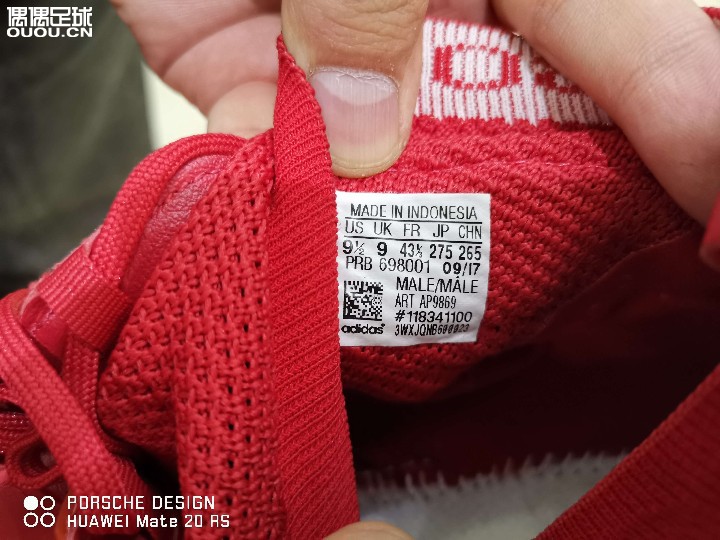 偶偶足球
OUOU.CN
MADE IN INDONESIA
US UK FR JP CHN
9½ 9 43⅓ 275 265
PRB 698001 09/17
MALE/MÂLE
ART AP9869
#118341100
adidas
PORSCHE DESIGN
HUAWEI Mate 20 RS